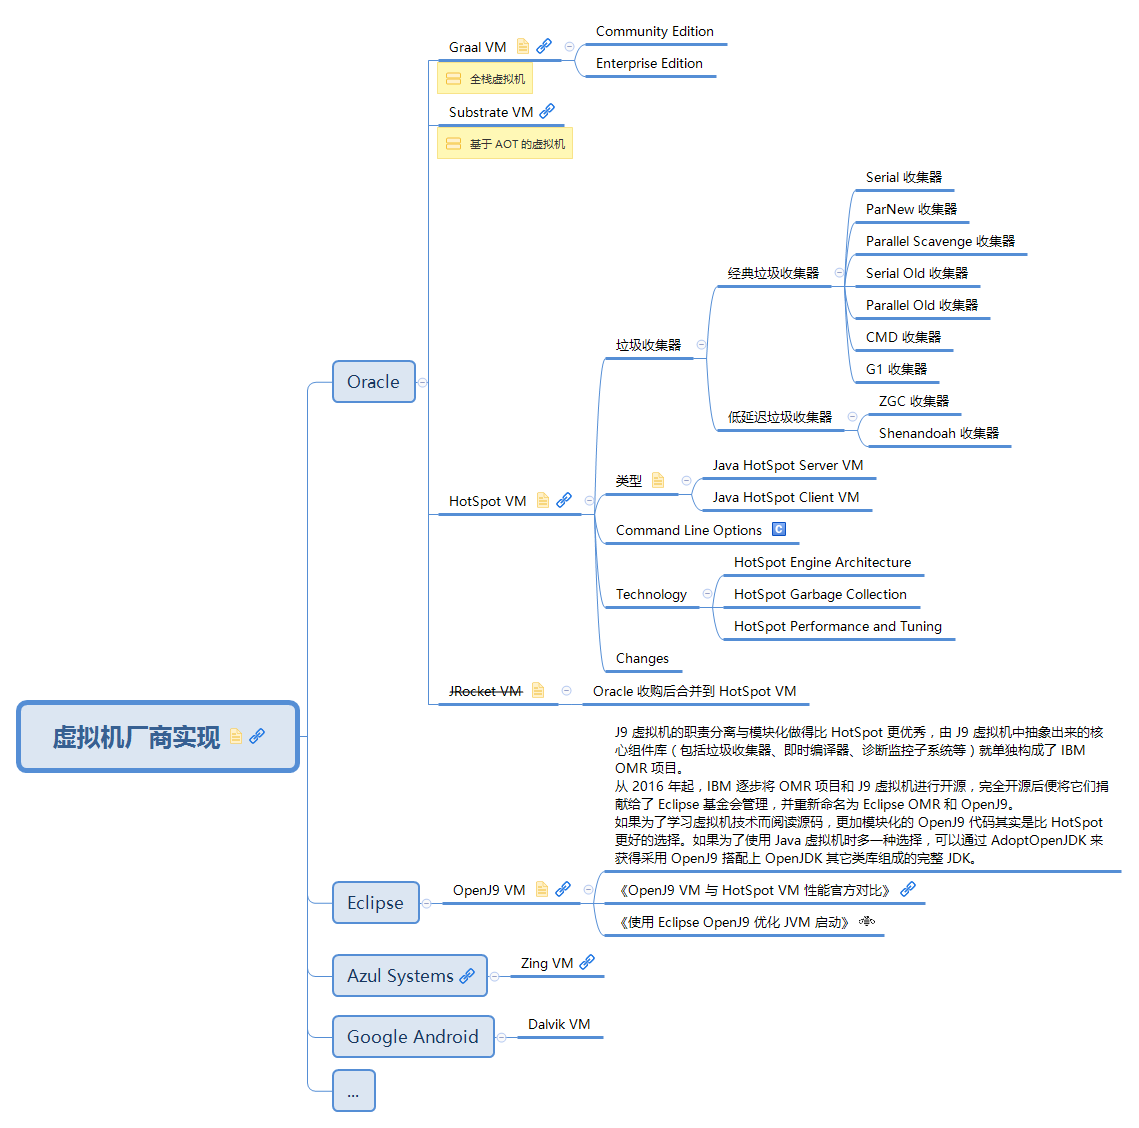 虚拟机厂商实现
Oracle
Graal VM
全栈虚拟机
Community Edition
Enterprise Edition
Substrate VM
基于 AOT 的虚拟机
HotSpot VM
垃圾收集器
经典垃圾收集器
Serial 收集器
ParNew 收集器
Parallel Scavenge 收集器
Serial Old 收集器
Parallel Old 收集器
CMD 收集器
G1 收集器
低延迟垃圾收集器
ZGC 收集器
Shenandoah 收集器
类型
Java HotSpot Server VM
Java HotSpot Client VM
Command Line Options
C
Technology
HotSpot Engine Architecture
HotSpot Garbage Collection
HotSpot Performance and Tuning
Changes
JRocket VM
Oracle 收购后合并到 HotSpot VM
Eclipse
OpenJ9 VM
J9 虚拟机的职责分离与模块化做得比 HotSpot 更优秀，由 J9 虚拟机中抽象出来的核
心组件库（包括垃圾收集器、即时编译器、诊断监控子系统等）就单独构成了 IBM
OMR 项目。
从 2016 年起，IBM 逐步将 OMR 项目和 J9 虚拟机进行开源，完全开源后便将它们捐
献给了 Eclipse 基金会管理，并重新命名为 Eclipse OMR 和 OpenJ9。
如果为了学习虚拟机技术而阅读源码，更加模块化的 OpenJ9 代码其实是比 HotSpot
更好的选择。如果为了使用 Java 虚拟机时多一种选择，可以通过 AdoptOpenJDK 来
获得采用 OpenJ9 搭配上 OpenJDK 其它类库组成的完整 JDK。
《OpenJ9 VM 与 HotSpot VM 性能官方对比》
《使用 Eclipse OpenJ9 优化 JVM 启动》
Azul Systems
Zing VM
Google Android
Dalvik VM
...